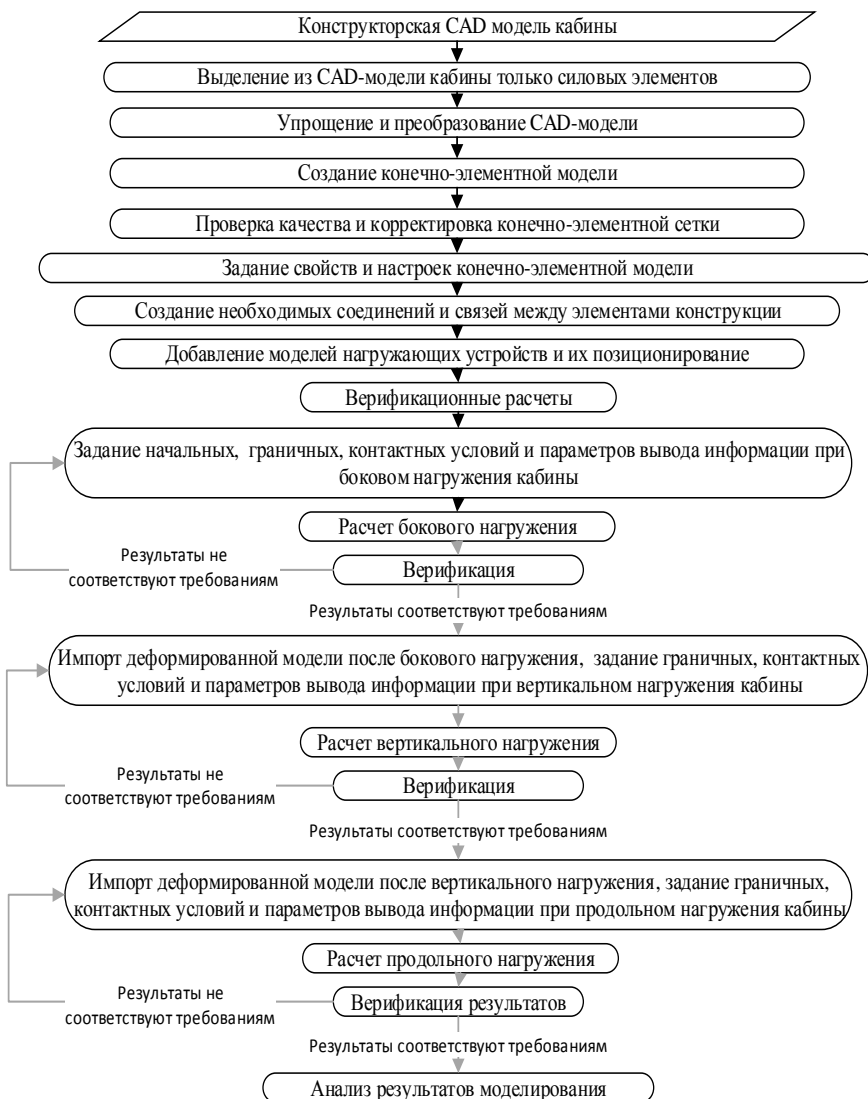 Конструкторская CAD модель кабины
Выделение из CAD-модели кабины только силовых элементов
Упрощение и преобразование CAD-модели
Создание конечно-элементной модели
Проверка качества и корректировка конечно-элементной сетки
Задание свойств и настроек конечно-элементной модели
Создание необходимых соединений и связей между элементами конструкции
Добавление моделей нагружающих устройств и их позиционирование
Верификационные расчеты
Задание начальных, граничных, контактных условий и параметров вывода информации при
боковом нагружения кабины
Расчет бокового нагружения
Результаты не
соответствуют требованиям
Верификация
Результаты соответствуют требованиям
Импорт деформированной модели после бокового нагружения, задание граничных, контактных
условий и параметров вывода информации при вертикальном нагружения кабины
Расчет вертикального нагружения
Результаты не
соответствуют требованиям
Верификация
Результаты соответствуют требованиям
Импорт деформированной модели после вертикального нагружения, задание граничных,
контактных условий и параметров вывода информации при продольном нагружения кабины
Расчет продольного нагружения
Результаты не
соответствуют требованиям
Верификация результатов
Результаты соответствуют требованиям
Анализ результатов моделирования